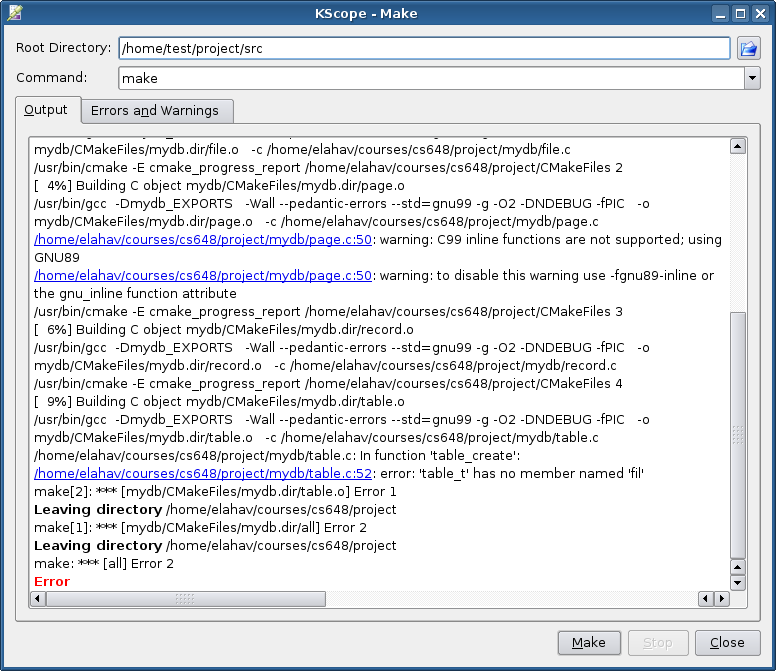 KScope - Make
Root Directory: /home/test/project/src
Command: make
Output Errors and Warnings
mydb/CMakeFiles/mydb.dir/file.o -c /home/elahav/courses/cs648/project/mydb/file.c
/usr/bin/cmake -E cmake_progress_report /home/elahav/courses/cs648/project/CMakeFiles 2
[ 4%] Building C object mydb/CMakeFiles/mydb.dir/page.o
/usr/bin/gcc -Dmydb_EXPORTS -Wall --pedantic-errors --std=gnu99 -g -O2 -DNDEBUG -fPIC -o
mydb/CMakeFiles/mydb.dir/page.o -c /home/elahav/courses/cs648/project/mydb/page.c
/home/elahav/courses/cs648/project/mydb/page.c:50: warning: C99 inline functions are not supported; using
GNU89
/home/elahav/courses/cs648/project/mydb/page.c:50: warning: to disable this warning use -fgnu89-inline or
the gnu_inline function attribute
/usr/bin/cmake -E cmake_progress_report /home/elahav/courses/cs648/project/CMakeFiles 3
[ 6%] Building C object mydb/CMakeFiles/mydb.dir/record.o
/usr/bin/gcc -Dmydb_EXPORTS -Wall --pedantic-errors --std=gnu99 -g -O2 -DNDEBUG -fPIC -o
mydb/CMakeFiles/mydb.dir/record.o -c /home/elahav/courses/cs648/project/mydb/record.c
/usr/bin/cmake -E cmake_progress_report /home/elahav/courses/cs648/project/CMakeFiles 4
[ 9%] Building C object mydb/CMakeFiles/mydb.dir/table.o
/usr/bin/gcc -Dmydb_EXPORTS -Wall --pedantic-errors --std=gnu99 -g -O2 -DNDEBUG -fPIC -o
mydb/CMakeFiles/mydb.dir/table.o -c /home/elahav/courses/cs648/project/mydb/table.c
/home/elahav/courses/cs648/project/mydb/table.c: In function 'table_create':
/home/elahav/courses/cs648/project/mydb/table.c:52: error: 'table_t' has no member named 'fil'
make[2]: *** [mydb/CMakeFiles/mydb.dir/table.o] Error 1
Leaving directory /home/elahav/courses/cs648/project
make[1]: *** [mydb/CMakeFiles/mydb.dir/all] Error 2
Leaving directory /home/elahav/courses/cs648/project
make: *** [all] Error 2
Error
Make Stop Close